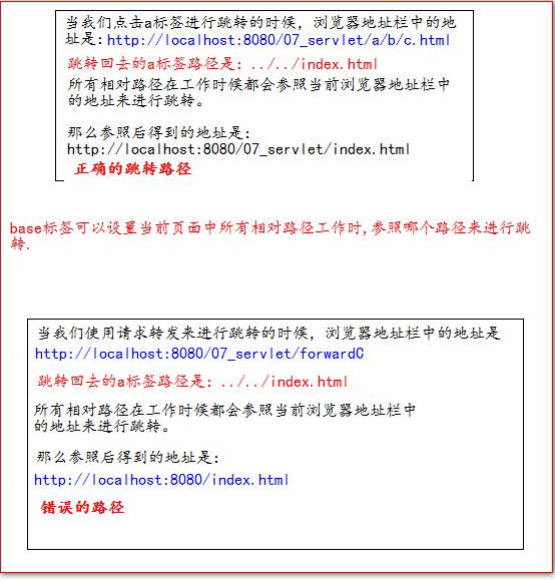 当我们点击a标签进行跳转的时候，浏览器地址栏中的地
址是：http://localhost:8080/07_servlet/a/b/c.html
跳转回去的a标签路径是：../../index.html
所有相对路径在工作时候都会参照当前浏览器地址栏中
的地址来进行跳转。
那么参照后得到的地址是：
http://localhost:8080/07_servlet/index.html
正确的跳转路径
base标签可以设置当前页面中所有相对路径工作时,参照哪个路径来进行跳
转.
当我们使用请求转发来进行跳转的时候，浏览器地址栏中的地址是
http://localhost:8080/07_servlet/forwardC
跳转回去的a标签路径是：../../index.html
所有相对路径在工作时候都会参照当前浏览器地址栏中
的地址来进行跳转。
那么参照后得到的地址是：
http://localhost:8080/index.html
错误的路径